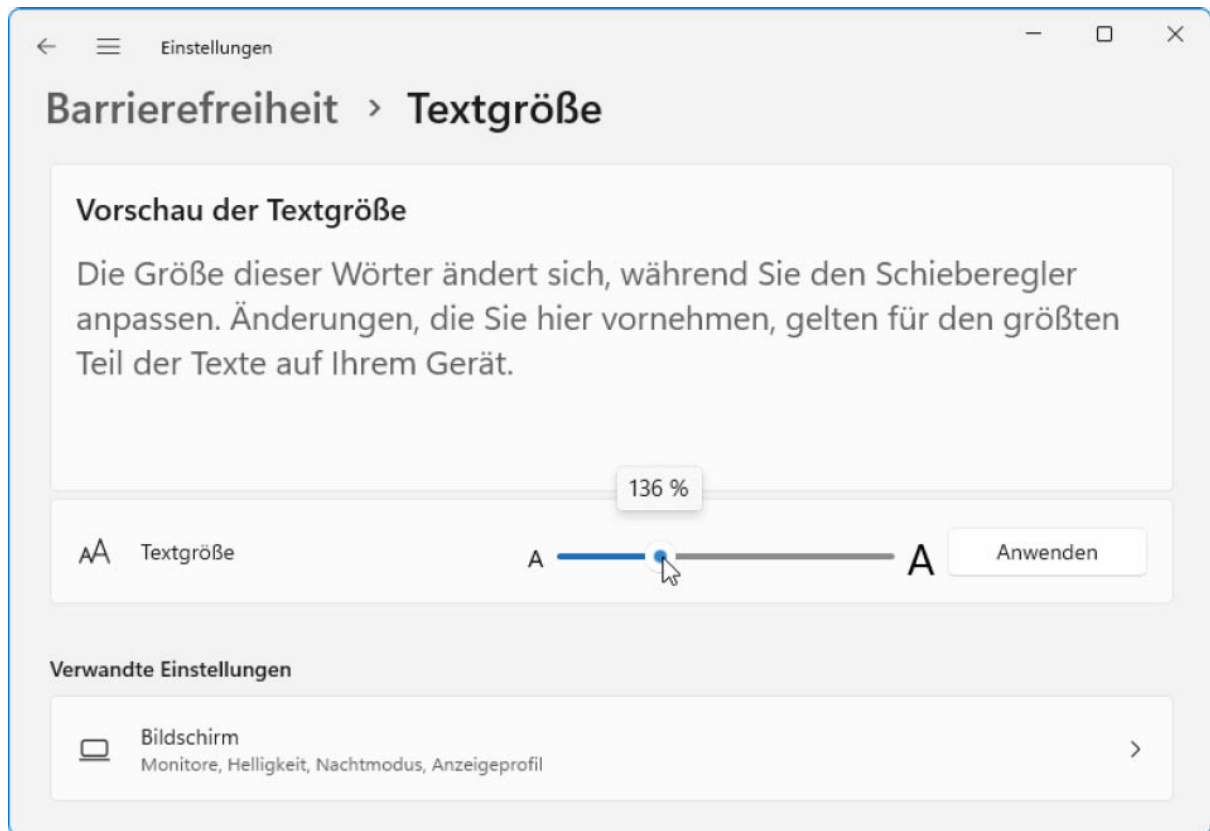 Einstellungen
Barrierefreiheit > Textgröße
Vorschau der Textgröße
Die Größe dieser Wörter ändert sich, während Sie den Schieberegler
anpassen. Änderungen, die Sie hier vornehmen, gelten für den größten
Teil der Texte auf Ihrem Gerät.
136 %
AA Textgröße A A Anwenden
Verwandte Einstellungen
Bildschirm
Monitore, Helligkeit, Nachtmodus, Anzeigeprofil